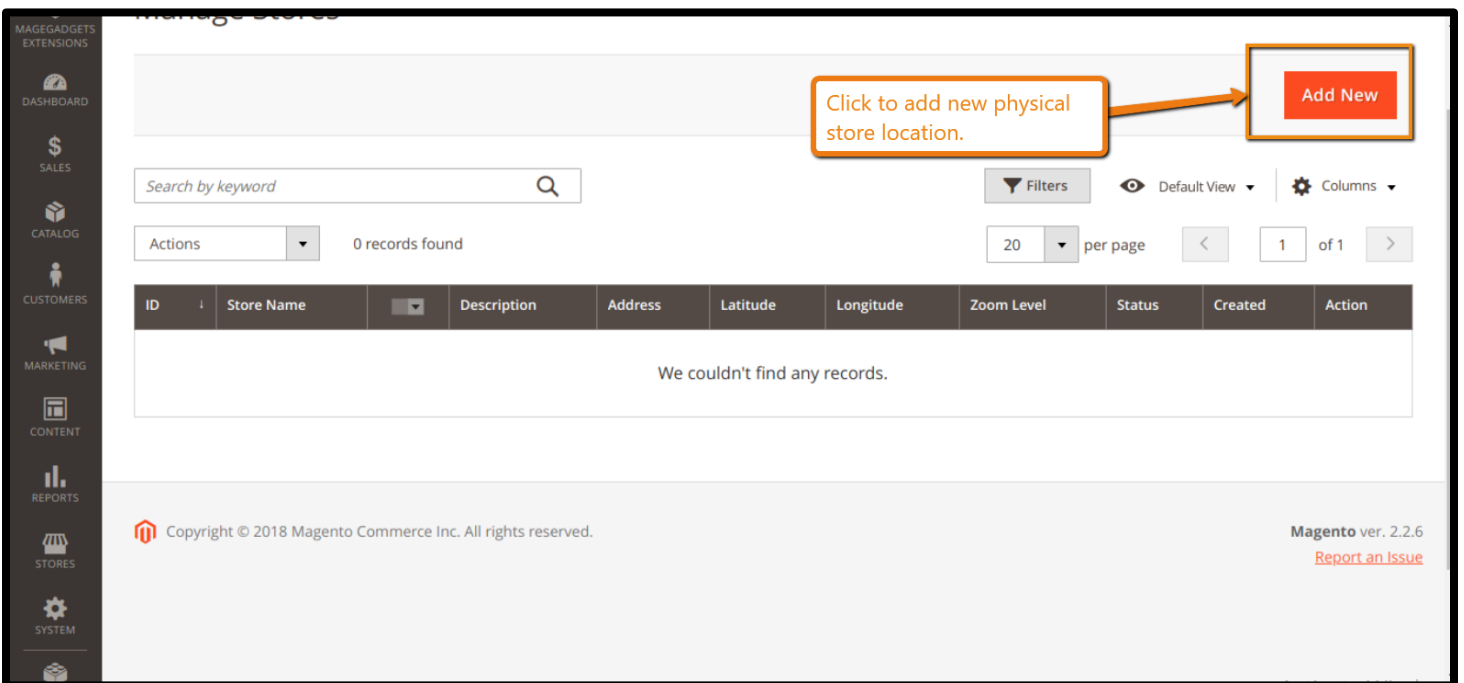 Manage Stores
MAGEGADGETS
EXTENSIONS
DASHBOARD
SALES
CATALOG
CUSTOMERS
MARKETING
CONTENT
REPORTS
STORES
SYSTEM
Add New
Click to add new physical
store location.
Search by keyword
Filters
Default View
Columns
Actions
0 records found
20
per page
1
of 1
ID ↓ Store Name Description Address Latitude Longitude Zoom Level Status Created Action
We couldn't find any records.
Copyright © 2018 Magento Commerce Inc. All rights reserved.
Magento ver. 2.2.6
Report an Issue